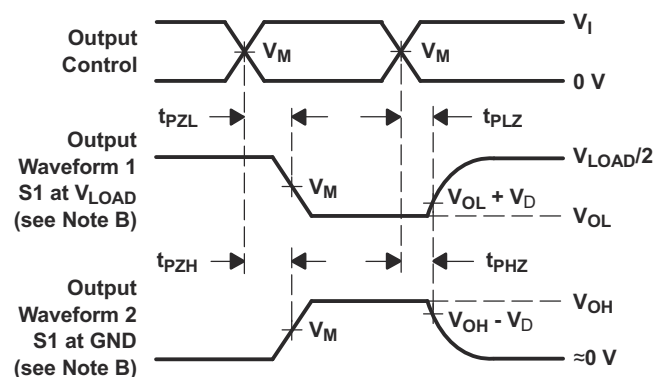 V_I
Output
Control
V_M
V_M
0 V
t_PZL
t_PLZ
Output
Waveform 1
S1 at V_LOAD
(see Note B)
V_LOAD/2
V_M
V_OL + V_D
V_OL
t_PZH
t_PHZ
Output
Waveform 2
S1 at GND
(see Note B)
V_OH
V_OH - V_D
V_M
≈0 V